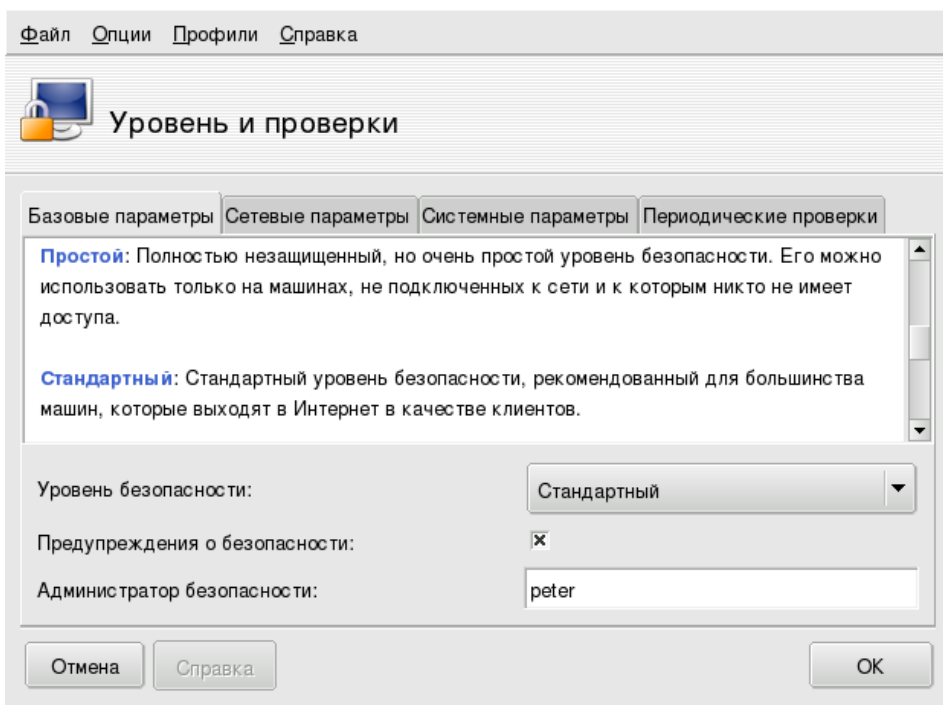 Файл Опции Профили Справка
Уровень и проверки
Базовые параметры Сетевые параметры Системные параметры Периодические проверки
Простой: Полностью незащищенный, но очень простой уровень безопасности. Его можно
использовать только на машинах, не подключенных к сети и к которым никто не имеет
доступа.
Стандартный: Стандартный уровень безопасности, рекомендованный для большинства
машин, которые выходят в Интернет в качестве клиентов.
Уровень безопасности: Стандартный
Предупреждения о безопасности:
Администратор безопасности: peter
Отмена Справка OK